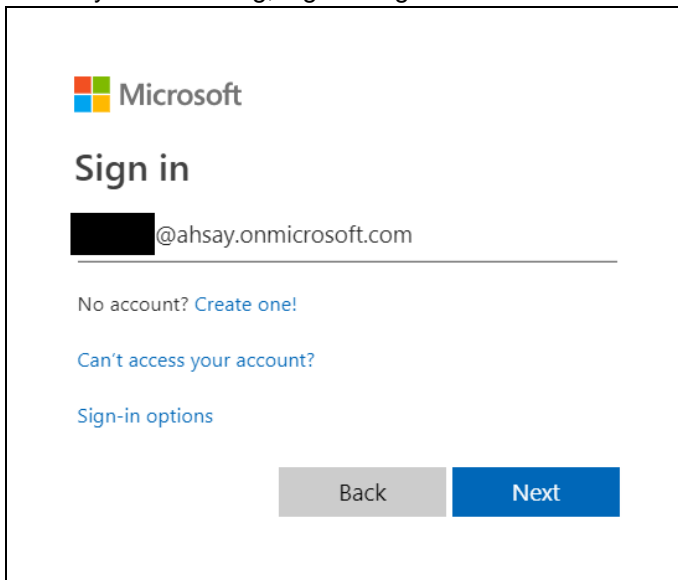 Microsoft
Sign in
@ahsay.onmicrosoft.com
No account? Create one!
Can't access your account?
Sign-in options
Back Next